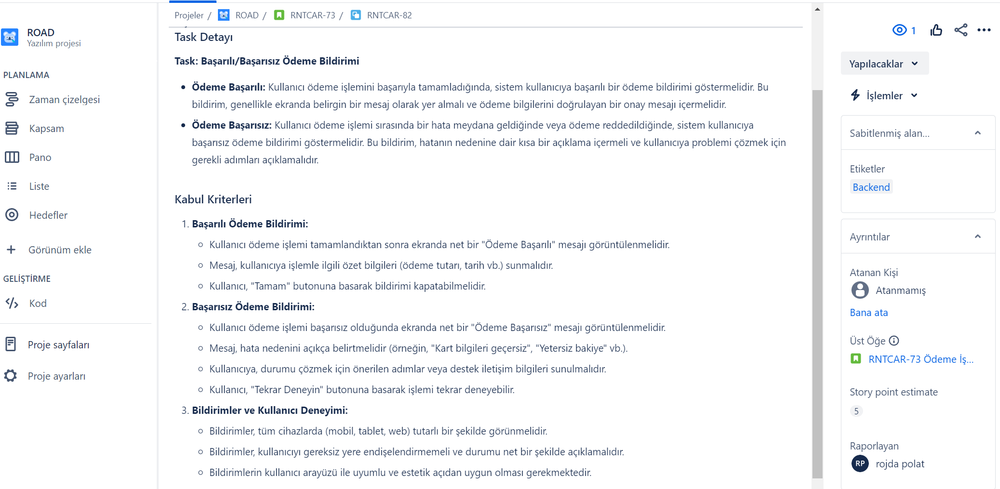 ROAD
Yazılım projesi
PLANLAMA
Zaman çizelgesi
Kapsam
Pano
Liste
Hedefler
Görünüm ekle
GELİŞTİRME
Kod
Proje sayfaları
Proje ayarları
Projeler / ROAD / RNTCAR-73 / RNTCAR-82
Task Detayı
Task: Başarılı/Başarısız Ödeme Bildirimi
• Ödeme Başarılı: Kullanıcı ödeme işlemini başarıyla tamamladığında, sistem kullanıcıya başarılı bir ödeme bildirimi göstermelidir. Bu
bildirim, genellikle ekranda belirgin bir mesaj olarak yer almalı ve ödeme bilgilerini doğrulayan bir onay mesajı içermelidir.
• Ödeme Başarısız: Kullanıcı ödeme işlemi sırasında bir hata meydana geldiğinde veya ödeme reddedildiğinde, sistem kullanıcıya
başarısız ödeme bildirimi göstermelidir. Bu bildirim, hatanın nedenine dair kısa bir açıklama içermeli ve kullanıcıya problemi çözmek için
gerekli adımları açıklamalıdır.
Kabul Kriterleri
1. Başarılı Ödeme Bildirimi:
○ Kullanıcı ödeme işlemi tamamlandıktan sonra ekranda net bir "Ödeme Başarılı" mesajı görüntülenmelidir.
○ Mesaj, kullanıcıya işlemle ilgili özet bilgileri (ödeme tutarı, tarih vb.) sunmalıdır.
○ Kullanıcı, "Tamam" butonuna basarak bildirimi kapatabilmelidir.
2. Başarısız Ödeme Bildirimi:
○ Kullanıcı ödeme işlemi başarısız olduğunda ekranda net bir "Ödeme Başarısız" mesajı görüntülenmelidir.
○ Mesaj, hata nedenini açıkça belirtmelidir (örneğin, "Kart bilgileri geçersiz", "Yetersiz bakiye" vb.).
○ Kullanıcıya, durumu çözmek için önerilen adımlar veya destek iletişim bilgileri sunulmalıdır.
○ Kullanıcı, "Tekrar Deneyin" butonuna basarak işlemi tekrar deneyebilir.
3. Bildirimler ve Kullanıcı Deneyimi:
○ Bildirimler, tüm cihazlarda (mobil, tablet, web) tutarlı bir şekilde görünmelidir.
○ Bildirimler, kullanıcıyı gereksiz yere endişelendirmemeli ve durumu net bir şekilde açıklamalıdır.
○ Bildirimlerin kullanıcı arayüzü ile uyumlu ve estetik açıdan uygun olması gerekmektedir.
1
Yapılacaklar
İşlemler
Sabitlenmiş alan...
Etiketler
Backend
Ayrıntılar
Atanan Kişi
Atanmamış
Bana ata
Üst Öğe
RNTCAR-73 Ödeme İş...
Story point estimate
5
Raporlayan
RP rojda polat